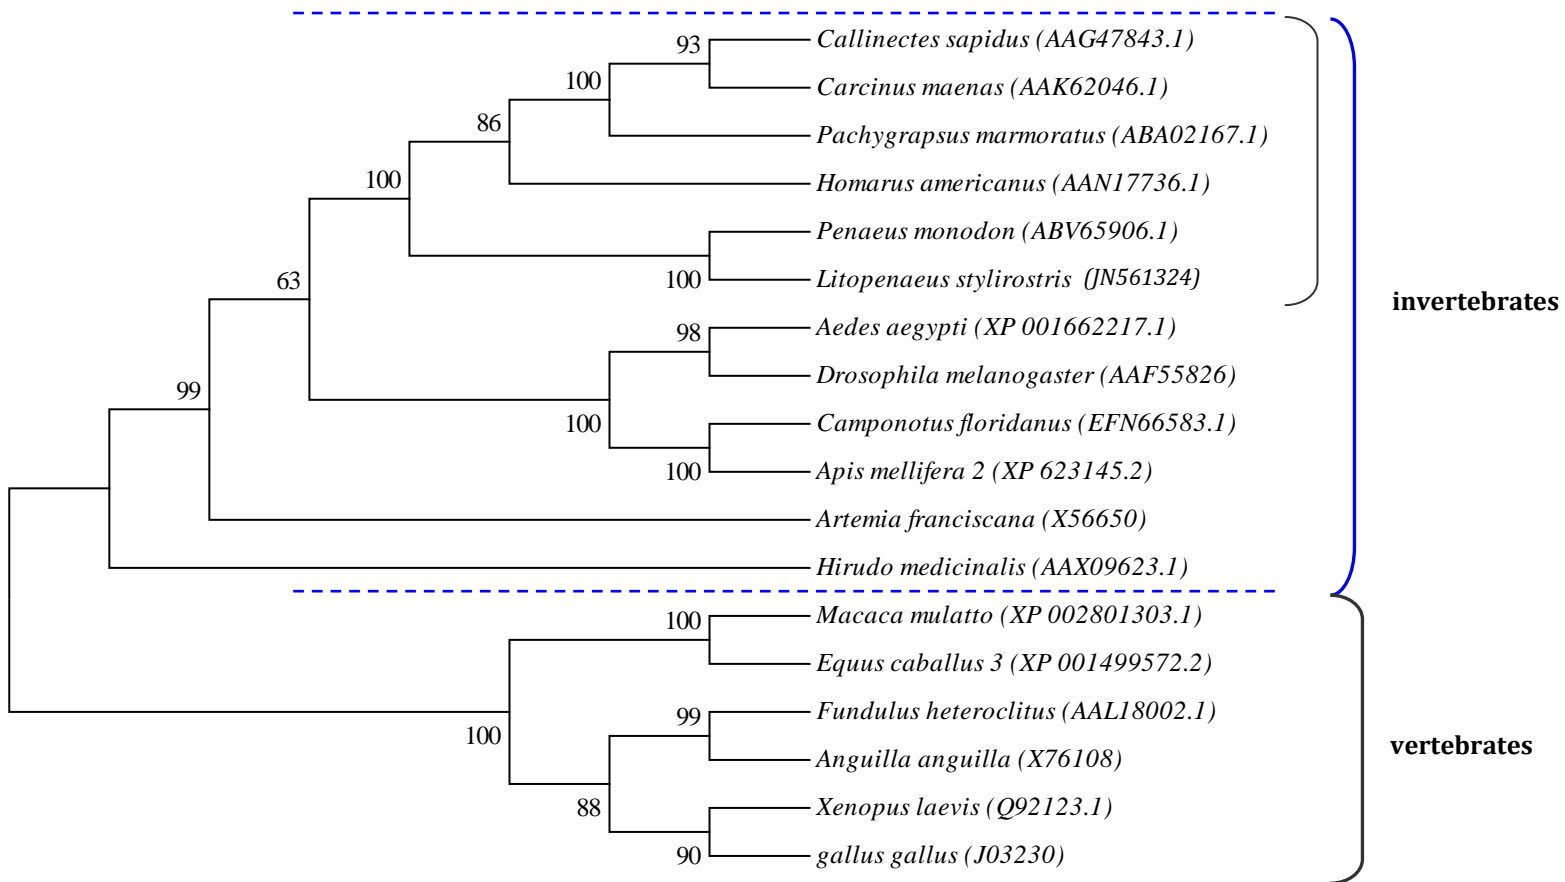 93
Callinectes sapidus (AAG47843.1)
100
Carcinus maenas (AAK62046.1)
86
Pachygrapsus marmoratus (ABA02167.1)
100
Homarus americanus (AAN17736.1)
Penaeus monodon (ABV65906.1)
63
100
Litopenaeus stylirostris (JN561324)
invertebrates
98
Aedes aegypti (XP 001662217.1)
99
Drosophila melanogaster (AAF55826)
100
Camponotus floridanus (EFN66583.1)
100
Apis mellifera 2 (XP 623145.2)
Artemia franciscana (X56650)
Hirudo medicinalis (AAX09623.1)
100
Macaca mulatto (XP 002801303.1)
Equus caballus 3 (XP 001499572.2)
99
Fundulus heteroclitus (AAL18002.1)
100
vertebrates
Anguilla anguilla (X76108)
88
Xenopus laevis (Q92123.1)
90
gallus gallus (J03230)